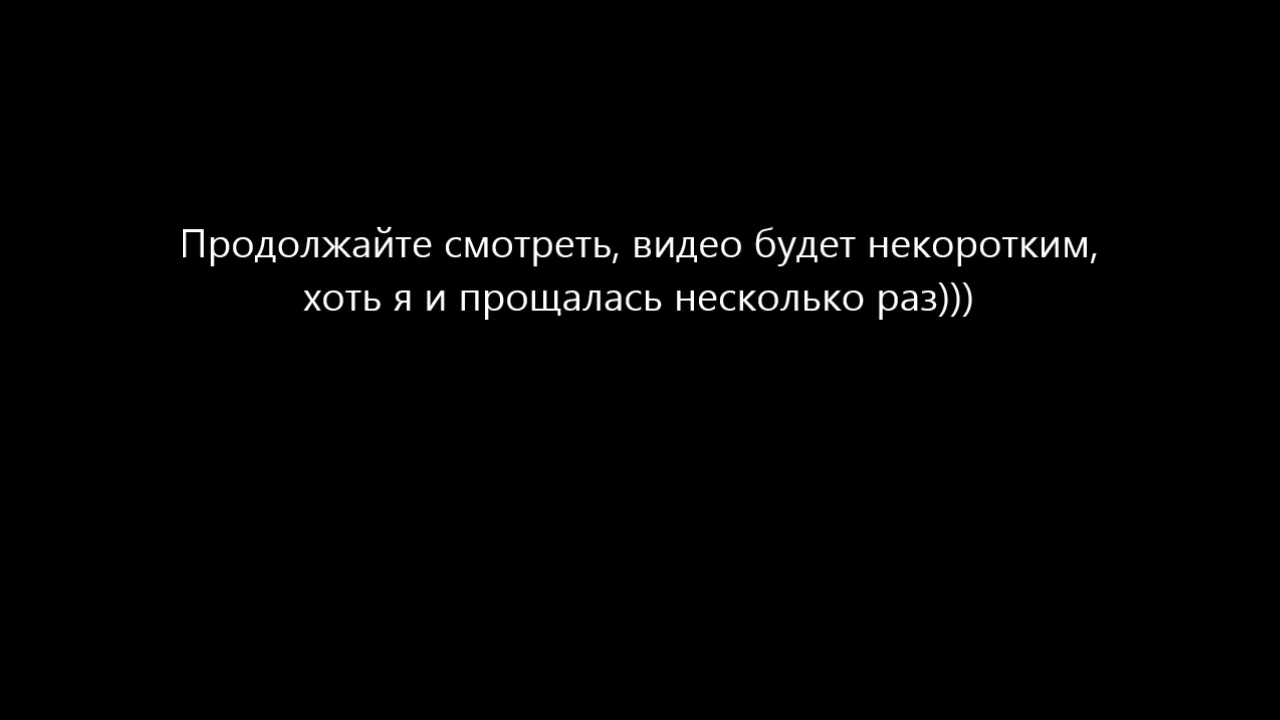 Продолжайте смотреть, видео будет некоротким,
хоть я и прощалась несколько раз)))